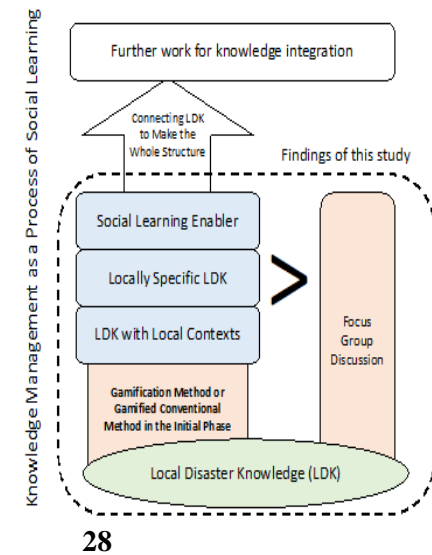 Knowledge Management as a Process of Social Learning
Further work for knowledge integration
Connecting LDK
to Make the
Whole Structure
Findings of this study
Social Learning Enabler
Locally Specific LDK
LDK with Local Contexts
>
Focus
Group
Discussion
Gamification Method or
Gamified Conventional
Method in the Initial Phase
Local Disaster Knowledge (LDK)
28